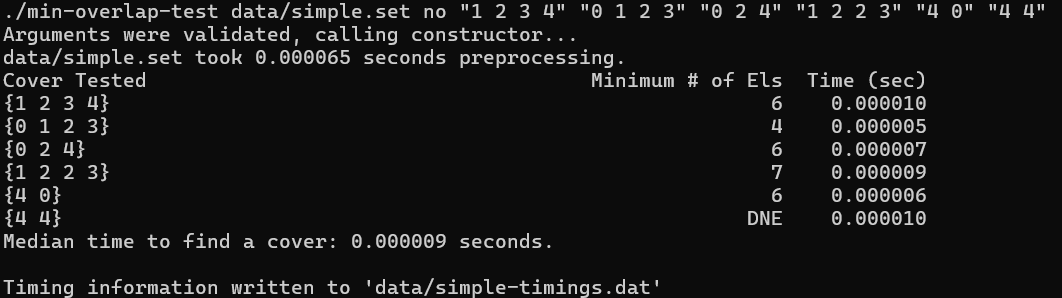 ./min-overlap-test data/simple.set no "1 2 3 4" "0 1 2 3" "0 2 4" "1 2 2 3" "4 0" "4 4"
Arguments were validated, calling constructor...
data/simple.set took 0.000065 seconds preprocessing.
Cover Tested                                         Minimum # of Els  Time (sec)
{1 2 3 4}                                                           6    0.000010
{0 1 2 3}                                                           4    0.000005
{0 2 4}                                                             6    0.000007
{1 2 2 3}                                                           7    0.000009
{4 0}                                                               6    0.000006
{4 4}                                                             DNE    0.000010
Median time to find a cover: 0.000009 seconds.

Timing information written to 'data/simple-timings.dat'